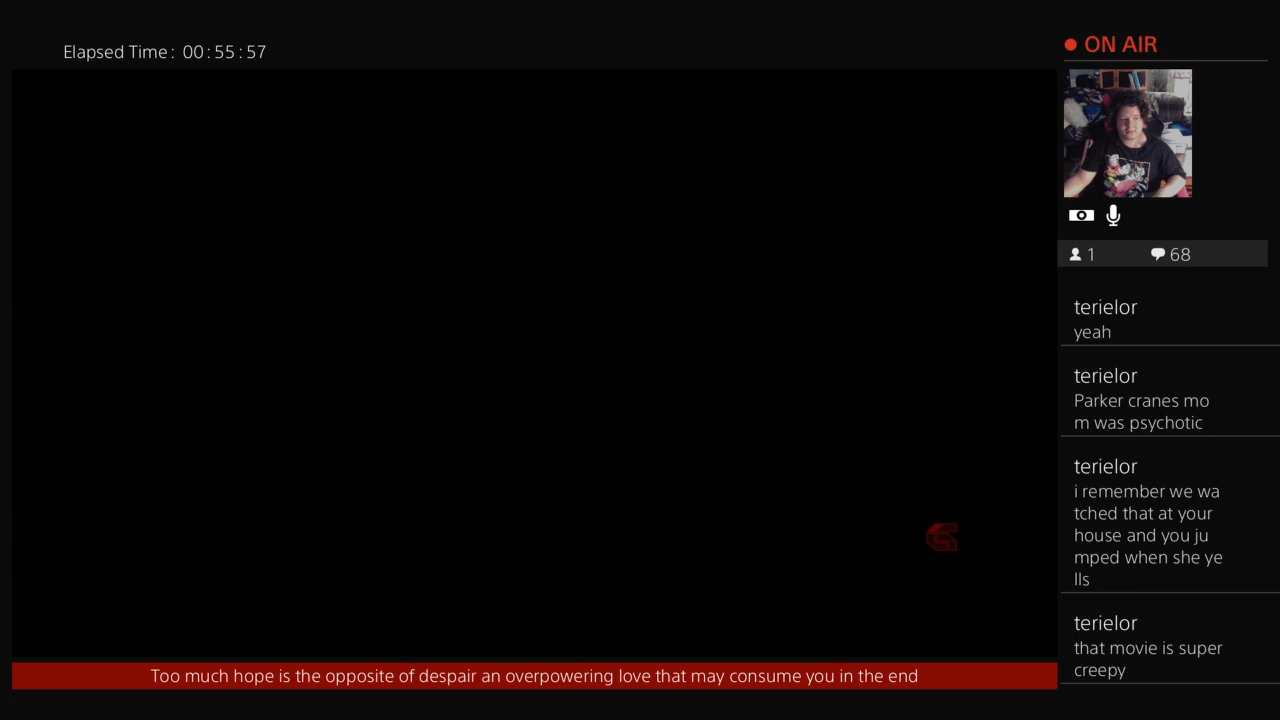 Elapsed Time: 00:55:57
ON AIR
1 68
terielor
yeah
terielor
Parker cranes mo
m was psychotic
terielor
i remember we wa
tched that at your
house and you ju
mped when she ye
lls
terielor
that movie is super
creepy
Too much hope is the opposite of despair an overpowering love that may consume you in the end